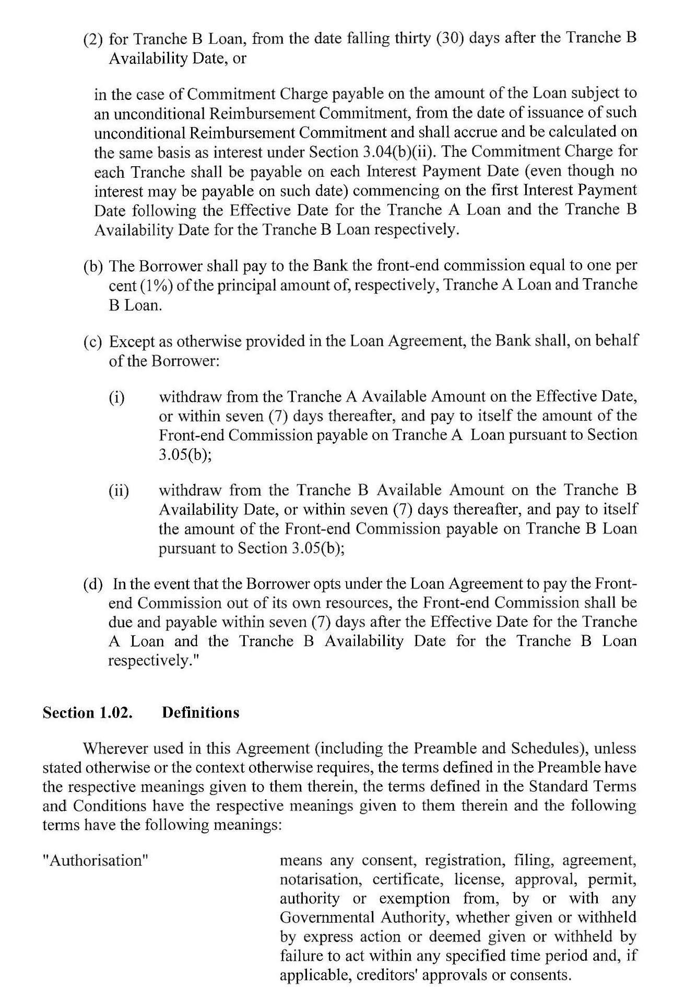 (2) for Tranche B Loan, from the date falling thirty (30) days after the Tranche B
Availability Date, or
in the case of Commitment Charge payable on the amount of the Loan subject to
an unconditional Reimbursement Commitment, from the date of issuance of such
unconditional Reimbursement Commitment and shall accrue and be calculated on
the same basis as interest under Section 3.04(b)(ii). The Commitment Charge for
each Tranche shall be payable on each Interest Payment Date (even though no
interest may be payable on such date) commencing on the first Interest Payment
Date following the Effective Date for the Tranche A Loan and the Tranche B
Availability Date for the Tranche B Loan respectively.
(b) The Borrower shall pay to the Bank the front-end commission equal to one per
cent (1%) of the principal amount of, respectively, Tranche A Loan and Tranche
B Loan.
(c) Except as otherwise provided in the Loan Agreement, the Bank shall, on behalf
of the Borrower:
(i) withdraw from the Tranche A Available Amount on the Effective Date,
or within seven (7) days thereafter, and pay to itself the amount of the
Front-end Commission payable on Tranche A Loan pursuant to Section
3.05(b);
(ii) withdraw from the Tranche B Available Amount on the Tranche B
Availability Date, or within seven (7) days thereafter, and pay to itself
the amount of the Front-end Commission payable on Tranche B Loan
pursuant to Section 3.05(b);
(d) In the event that the Borrower opts under the Loan Agreement to pay the Front-
end Commission out of its own resources, the Front-end Commission shall be
due and payable within seven (7) days after the Effective Date for the Tranche
A Loan and the Tranche B Availability Date for the Tranche B Loan
respectively."
Section 1.02. Definitions
Wherever used in this Agreement (including the Preamble and Schedules), unless
stated otherwise or the context otherwise requires, the terms defined in the Preamble have
the respective meanings given to them therein, the terms defined in the Standard Terms
and Conditions have the respective meanings given to them therein and the following
terms have the following meanings:
"Authorisation" means any consent, registration, filing, agreement,
notarisation, certificate, license, approval, permit,
authority or exemption from, by or with any
Governmental Authority, whether given or withheld
by express action or deemed given or withheld by
failure to act within any specified time period and, if
applicable, creditors' approvals or consents.